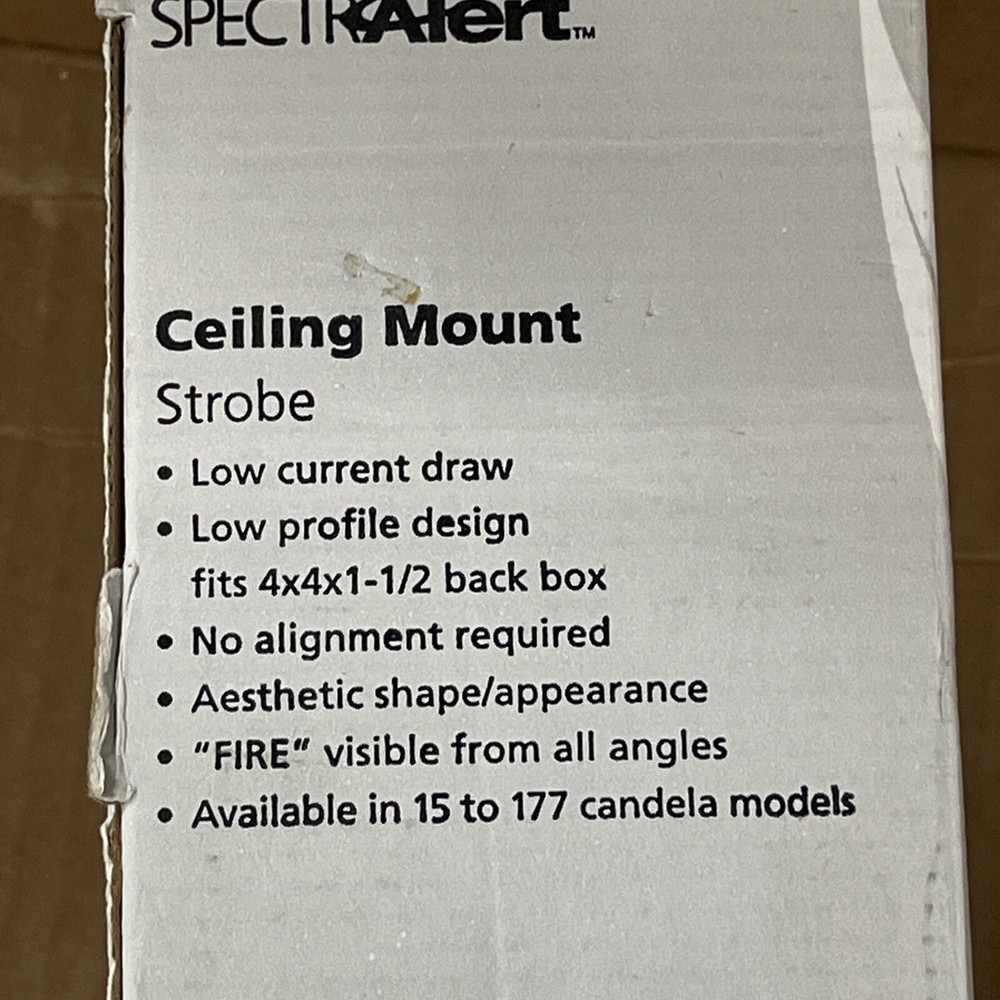 SPECTRAlert™
Ceiling Mount
Strobe
• Low current draw
• Low profile design
fits 4x4x1-1/2 back box
• No alignment required
• Aesthetic shape/appearance
• "FIRE" visible from all angles
• Available in 15 to 177 candela models